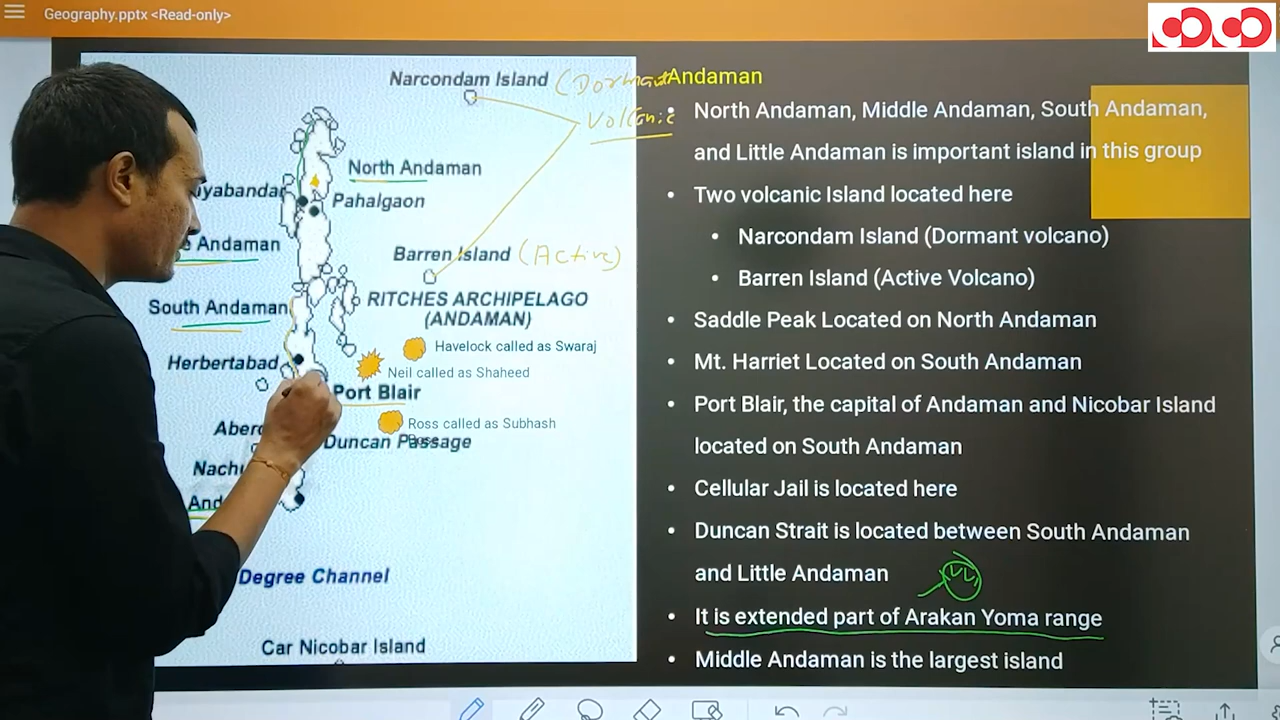 Geography.pptx <Read-only>
Narcondam Island (Dormant
Volcanic
North Andaman
yabandar
Pahalgaon
Andaman
Barren Island (Active)
RITCHES ARCHIPELAGO
(ANDAMAN)
South Andaman
Havelock called as Swaraj
Herbertabad
Neil called as Shaheed
Port Blair
Ross called as Subhash
Aberd
Duncan Passage
Nachu
And
Degree Channel
Car Nicobar Island
Andaman
• North Andaman, Middle Andaman, South Andaman,
and Little Andaman is important island in this group
• Two volcanic Island located here
• Narcondam Island (Dormant volcano)
• Barren Island (Active Volcano)
• Saddle Peak Located on North Andaman
• Mt. Harriet Located on South Andaman
• Port Blair, the capital of Andaman and Nicobar Island
located on South Andaman
• Cellular Jail is located here
• Duncan Strait is located between South Andaman
and Little Andaman
• It is extended part of Arakan Yoma range
• Middle Andaman is the largest island